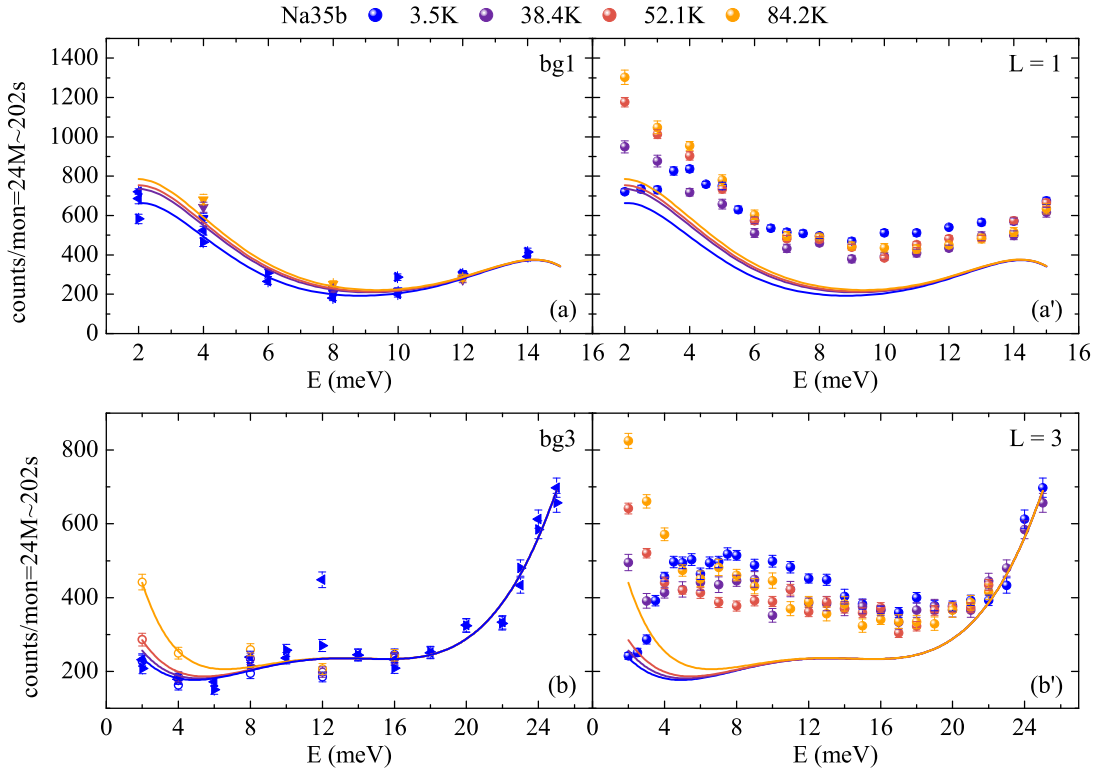 Na35b 3.5K 38.4K 52.1K 84.2K
counts/mon=24M~202s
1400
1200
1000
800
600
400
200
0
bg1
(a)
2 4 6 8 10 12 14 16
E (meV)
L = 1
(a')
2 4 6 8 10 12 14 16
E (meV)
counts/mon=24M~202s
800
600
400
200
bg3
(b)
0 4 8 12 16 20 24
E (meV)
L = 3
(b')
0 4 8 12 16 20 24
E (meV)